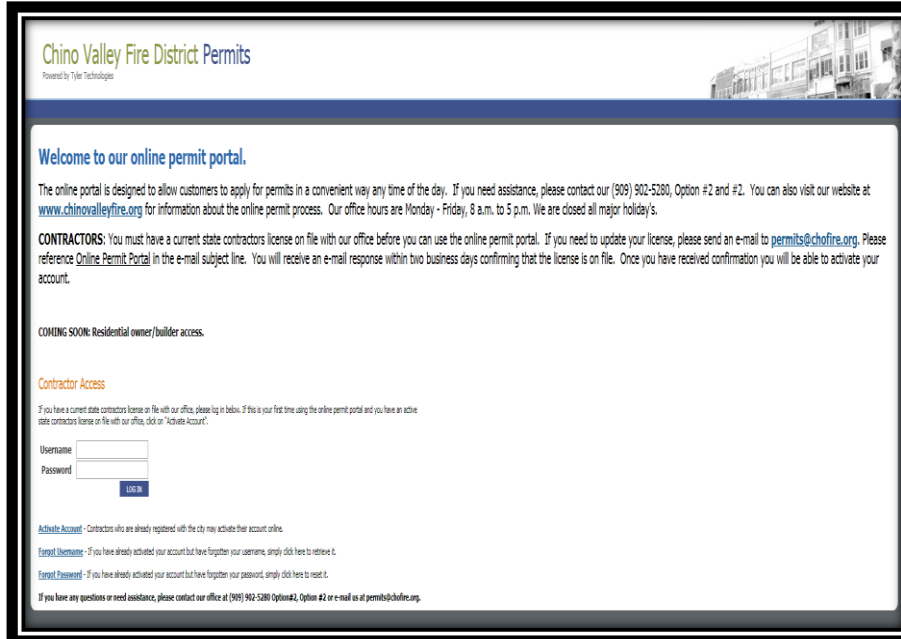 Chino Valley Fire District Permits
Powered by Tyler Technologies
Welcome to our online permit portal.
The online portal is designed to allow customers to apply for permits in a convenient way any time of the day. If you need assistance, please contact our (909) 902-5280, Option #2 and #2. You can also visit our website at
www.chinovalleyfire.org for information about the online permit process. Our office hours are Monday - Friday, 8 a.m. to 5 p.m. We are closed all major holiday's.
CONTRACTORS: You must have a current state contractors license on file with our office before you can use the online permit portal. If you need to update your license, please send an e-mail to permits@chofire.org. Please
reference Online Permit Portal in the e-mail subject line. You will receive an e-mail response within two business days confirming that the license is on file. Once you have received confirmation you will be able to activate your
account.
COMING SOON: Residential owner/builder access.
Contractor Access
If you have a current state contractors license on file with our office, please log in below. If this is your first time using the online permit portal and you have an active
state contractors license on file with our office, click on "Activate Account".
Username
Password
LOG IN
Activate Account - Contractors who are already registered with the city may activate their account online.
Forgot Username - If you have already activated your account but have forgotten your username, simply click here to retrieve it.
Forgot Password - If you have already activated your account but have forgotten your password, simply click here to reset it.
If you have any questions or need assistance, please contact our office at (909) 902-5280 Option#2, Option #2 or e-mail us at permits@chofire.org.